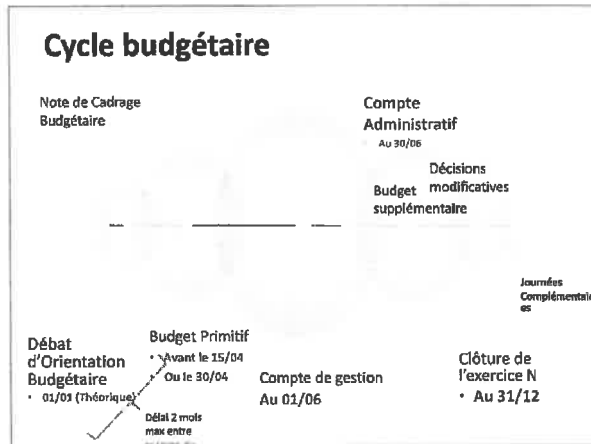 Cycle budgétaire
Note de Cadrage
Budgétaire
Compte
Administratif
• Au 30/06
Décisions
modificatives
Budget
supplémentaire
Journées
Complémentaires
Débat
d'Orientation
Budgétaire
• 01/01 (Théorique)
Budget Primitif
• Avant le 15/04
• Ou le 30/04
Délai 2 mois
max entre
Compte de gestion
Au 01/06
Clôture de
l'exercice N
• Au 31/12